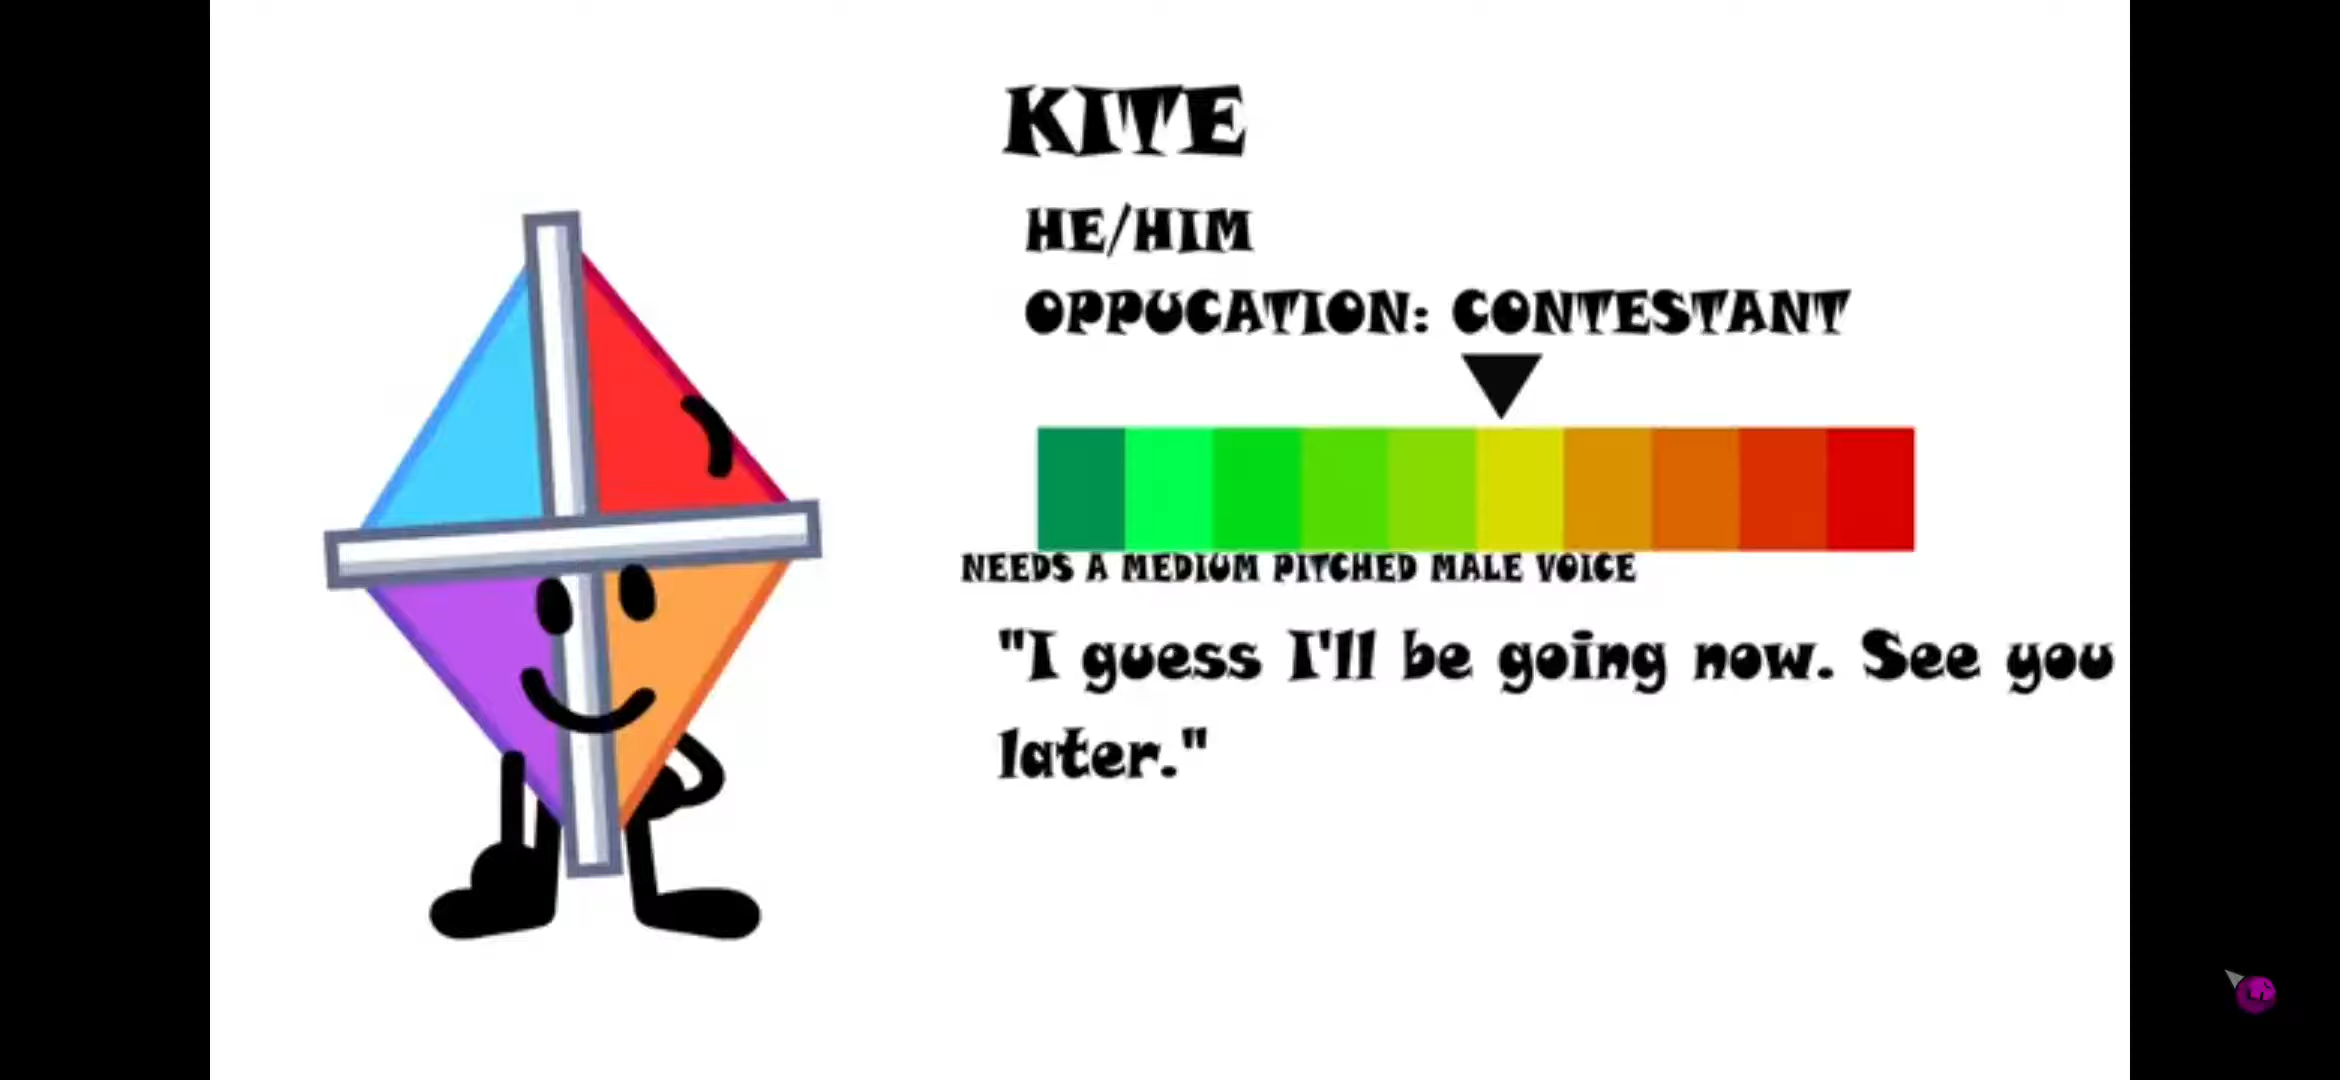 KITE
HE/HIM
OPPUCATION: CONTESTANT
NEEDS A MEDIUM PITCHED MALE VOICE
"I guess I'll be going now. See you
later."